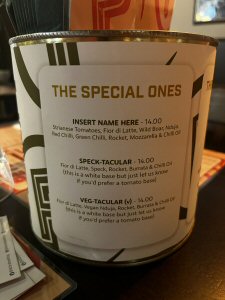 THE SPECIAL ONES
INSERT NAME HERE - 14.00
Strianese Tomatoes, Fior di Latte, Wild Boar, Nduja,
Red Chilli, Green Chilli, Rocket, Mozzarella & Chilli Oil
SPECK-TACULAR - 14.00
Fior di Latte, Speck, Rocket, Burrata & Chilli Oil
(this is a white base but just let us know
if you'd prefer a tomato base)
VEG-TACULAR (v) - 14.00
Fior di Latte, Vegan Nduja, Rocket, Burrata & Chilli Oil
(this is a white base but just let us know
if you'd prefer a tomato base)